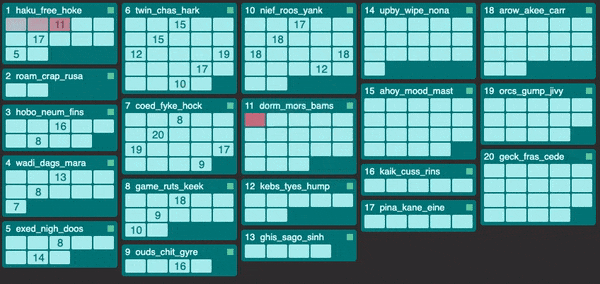 1 haku_free_hoke
11
17
5
2 roam_crap_rusa
3 hobo_neum_fins
16
8
4 wadi_dags_mara
13
8
7
5 exed_nigh_doos
8
14
6 twin_chas_hark
15
15
12 19
17
10
7 coed_fyke_hock
8
20
19 17
9
8 game_ruts_keek
18
9
10
9 ouds_chit_gyre
16
10 nief_roos_yank
17
18
18 18
12
11 dorm_mors_bams
12 kebs_tyes_hump
13 ghis_sago_sinh
14 upby_wipe_nona
15 ahoy_mood_mast
16 kaik_cuss_rins
17 pina_kane_eine
18 arow_akee_carr
19 orcs_gump_jivy
20 geck_fras_cede